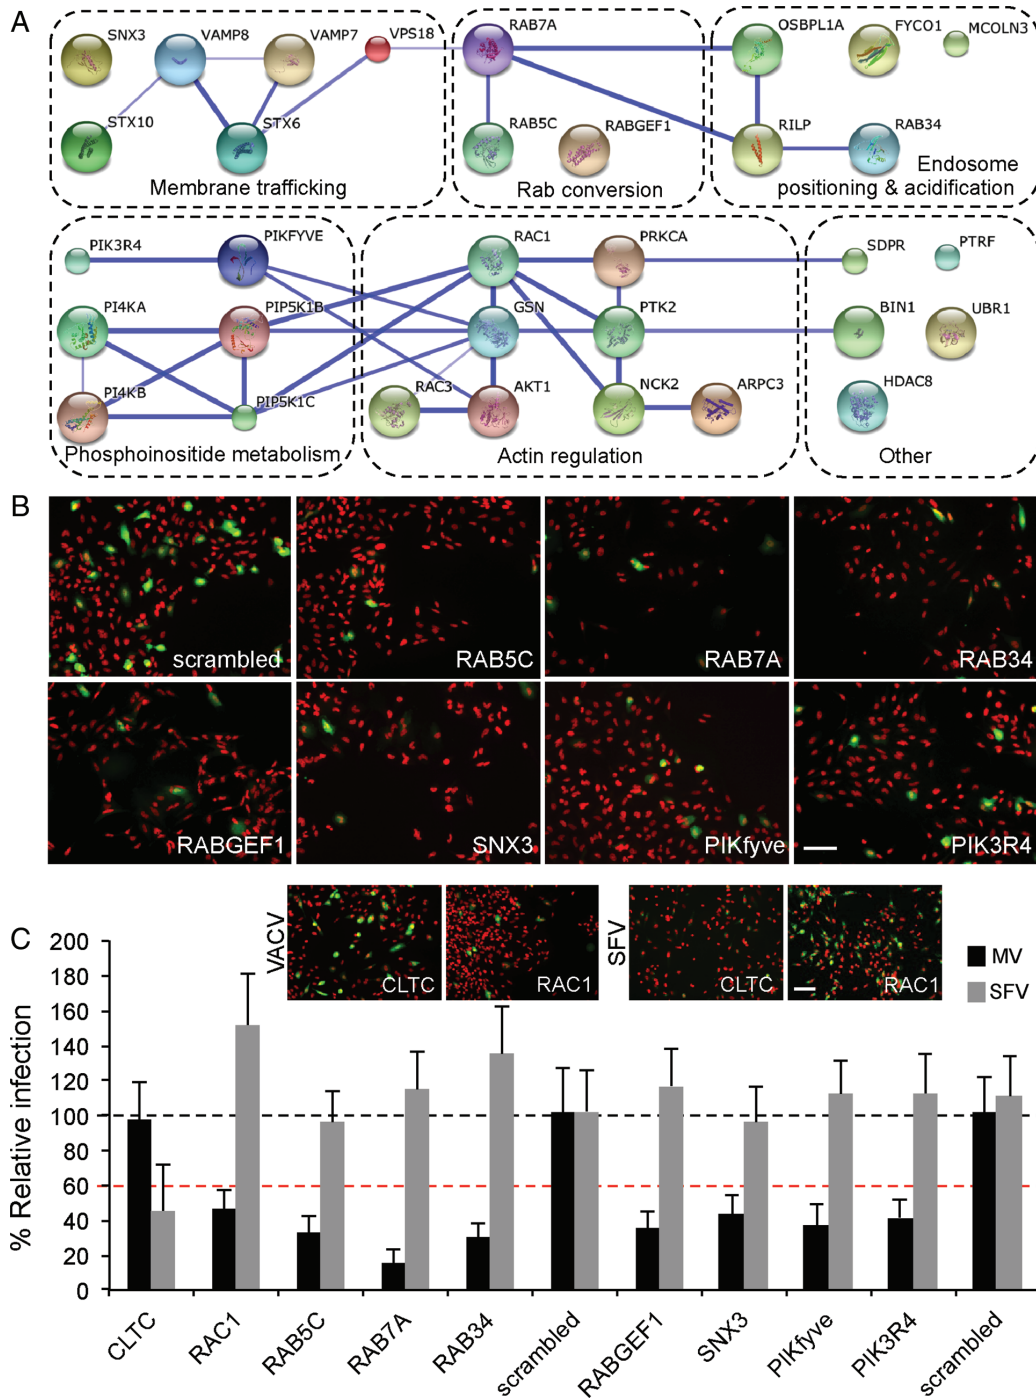 A
SNX3
VAMP8
VAMP7
VPS18
RAB7A
OSBPL1A
FYCO1
MCOLN3
STX10
STX6
RAB5C
RABGEF1
RILP
RAB34
Membrane trafficking
Rab conversion
Endosome
positioning & acidification
PIK3R4
PIKFYVE
RAC1
PRKCA
SDPR
PTRF
PI4KA
PIP5K1B
GSN
PTK2
BIN1
UBR1
PI4KB
PIP5K1C
RAC3
AKT1
NCK2
ARPC3
HDAC8
Phosphoinositide metabolism
Actin regulation
Other
B
scrambled
RAB5C
RAB7A
RAB34
RABGEF1
SNX3
PIKfyve
PIK3R4
C
VACV
CLTC
RAC1
SFV
CLTC
RAC1
MV
SFV
% Relative infection
200
180
160
140
120
100
80
60
40
20
0
CLTC
RAC1
RAB5C
RAB7A
RAB34
scrambled
RABGEF1
SNX3
PIKfyve
PIK3R4
scrambled